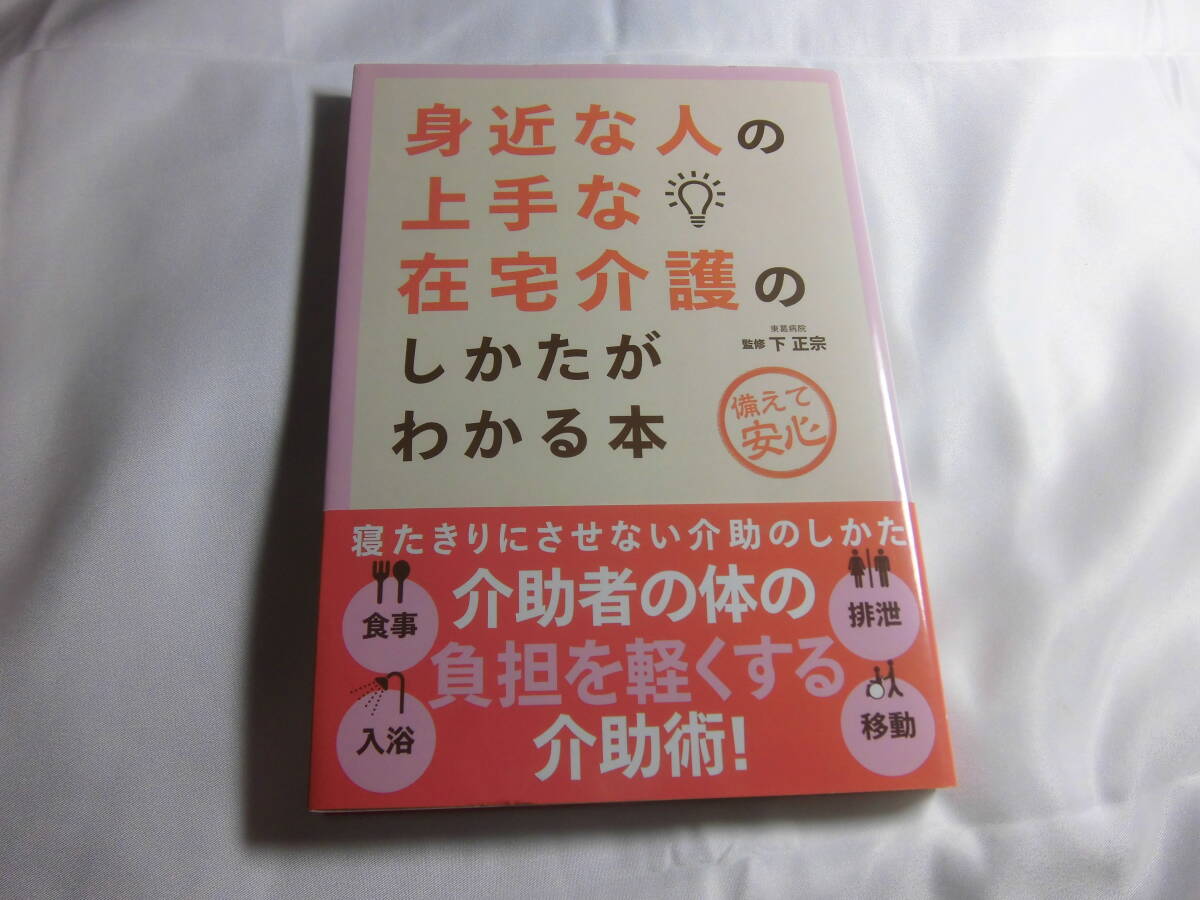 身近な人の
上手な
在宅介護の
しかたが
わかる本
東葛病院
監修 下 正宗
備えて
安心
寝たきりにさせない介助のしかた
介助者の体の
負担を軽くする
介助術!
食事
入浴
排泄
移動